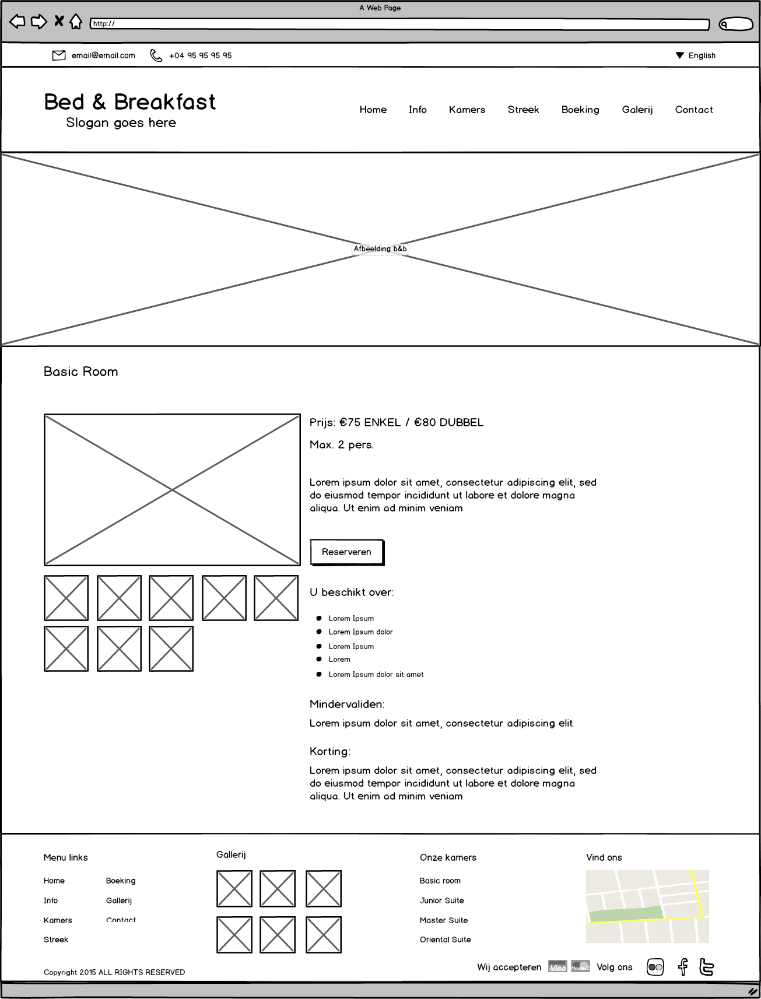 A Web Page
http://
email@email.com +04 95 95 95 95 English
Bed & Breakfast
Slogan goes here
Home Info Kamers Streek Boeking Galerij Contact
Afbeelding b&b
Basic Room
Prijs: €75 ENKEL / €80 DUBBEL
Max. 2 pers.
Lorem ipsum dolor sit amet, consectetur adipiscing elit, sed
do eiusmod tempor incididunt ut labore et dolore magna
aliqua. Ut enim ad minim veniam
Reserveren
U beschikt over:
Lorem Ipsum
Lorem Ipsum dolor
Lorem Ipsum
Lorem
Lorem Ipsum dolor sit amet
Mindervaliden:
Lorem ipsum dolor sit amet, consectetur adipiscing elit
Korting:
Lorem ipsum dolor sit amet, consectetur adipiscing elit, sed
do eiusmod tempor incididunt ut labore et dolore magna
aliqua. Ut enim ad minim veniam
Menu links
Home
Info
Kamers
Streek
Boeking
Gallerij
Contact
Gallerij
Onze kamers
Basic room
Junior Suite
Master Suite
Oriental Suite
Vind ons
Copyright 2015 ALL RIGHTS RESERVED
Wij accepteren Visa MasterC Volg ons